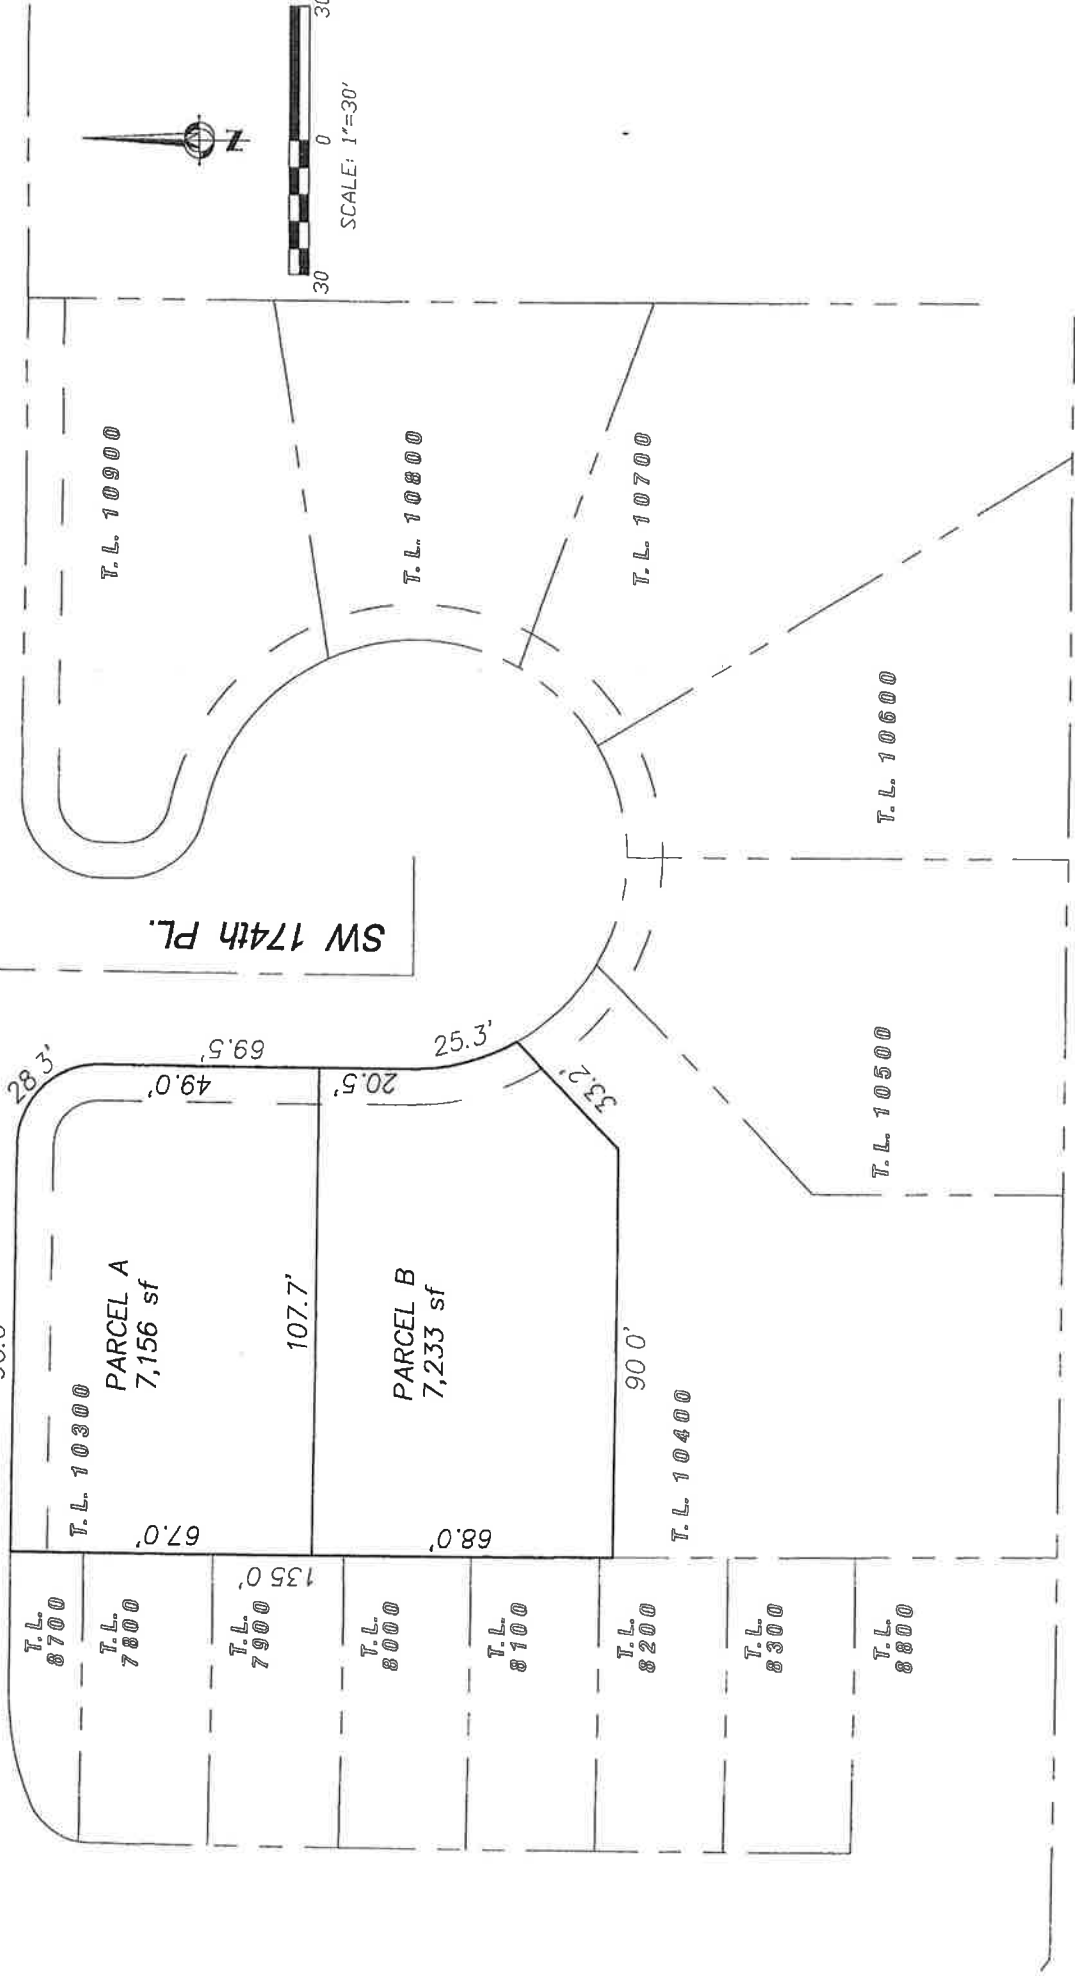 30
0
30
SCALE: 1"=30'
N
T.L. 10900
T.L. 10800
T.L. 10700
T.L. 10600
T.L. 10500
T.L. 10400
SW 174th PL.
28.3'
69.5'
49.0'
20.5'
25.3'
33.2'
PARCEL A
7,156 sf
107.7'
PARCEL B
7,233 sf
90 0'
T.L. 10300
67.0'
68.0'
135 0'
T.L.
8700
T.L.
7800
T.L.
7900
T.L.
8000
T.L.
8100
T.L.
8200
T.L.
8300
T.L.
8800